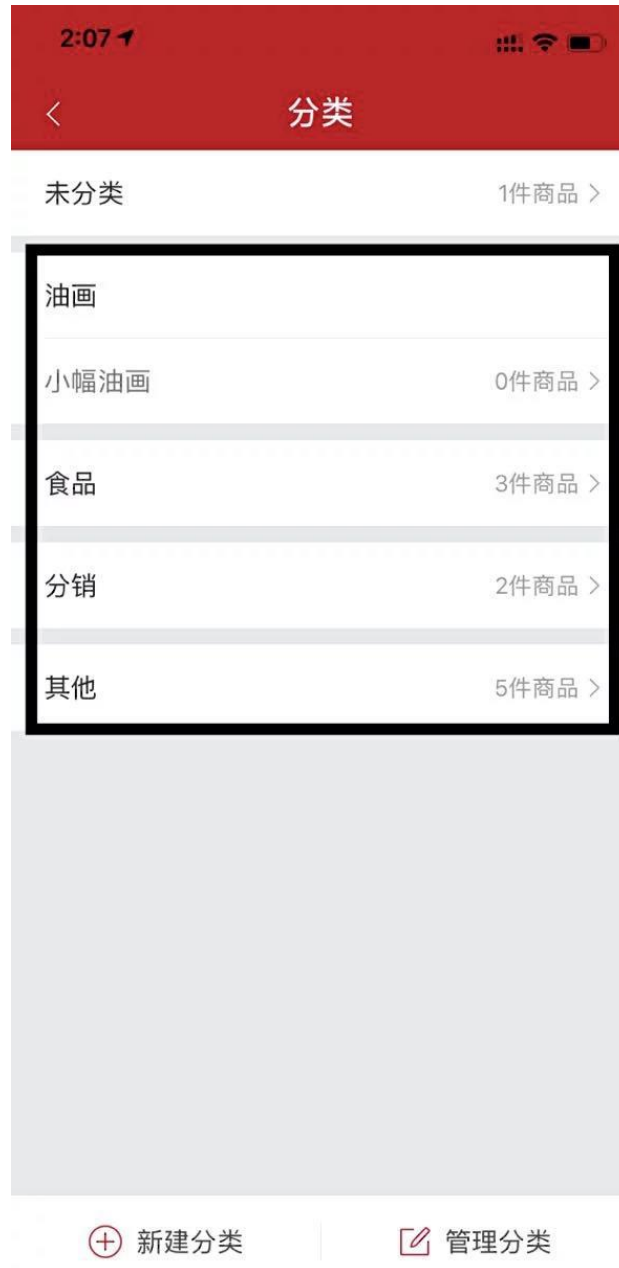 2:07
分类
未分类 1件商品
油画
小幅油画 0件商品
食品 3件商品
分销 2件商品
其他 5件商品
新建分类 管理分类